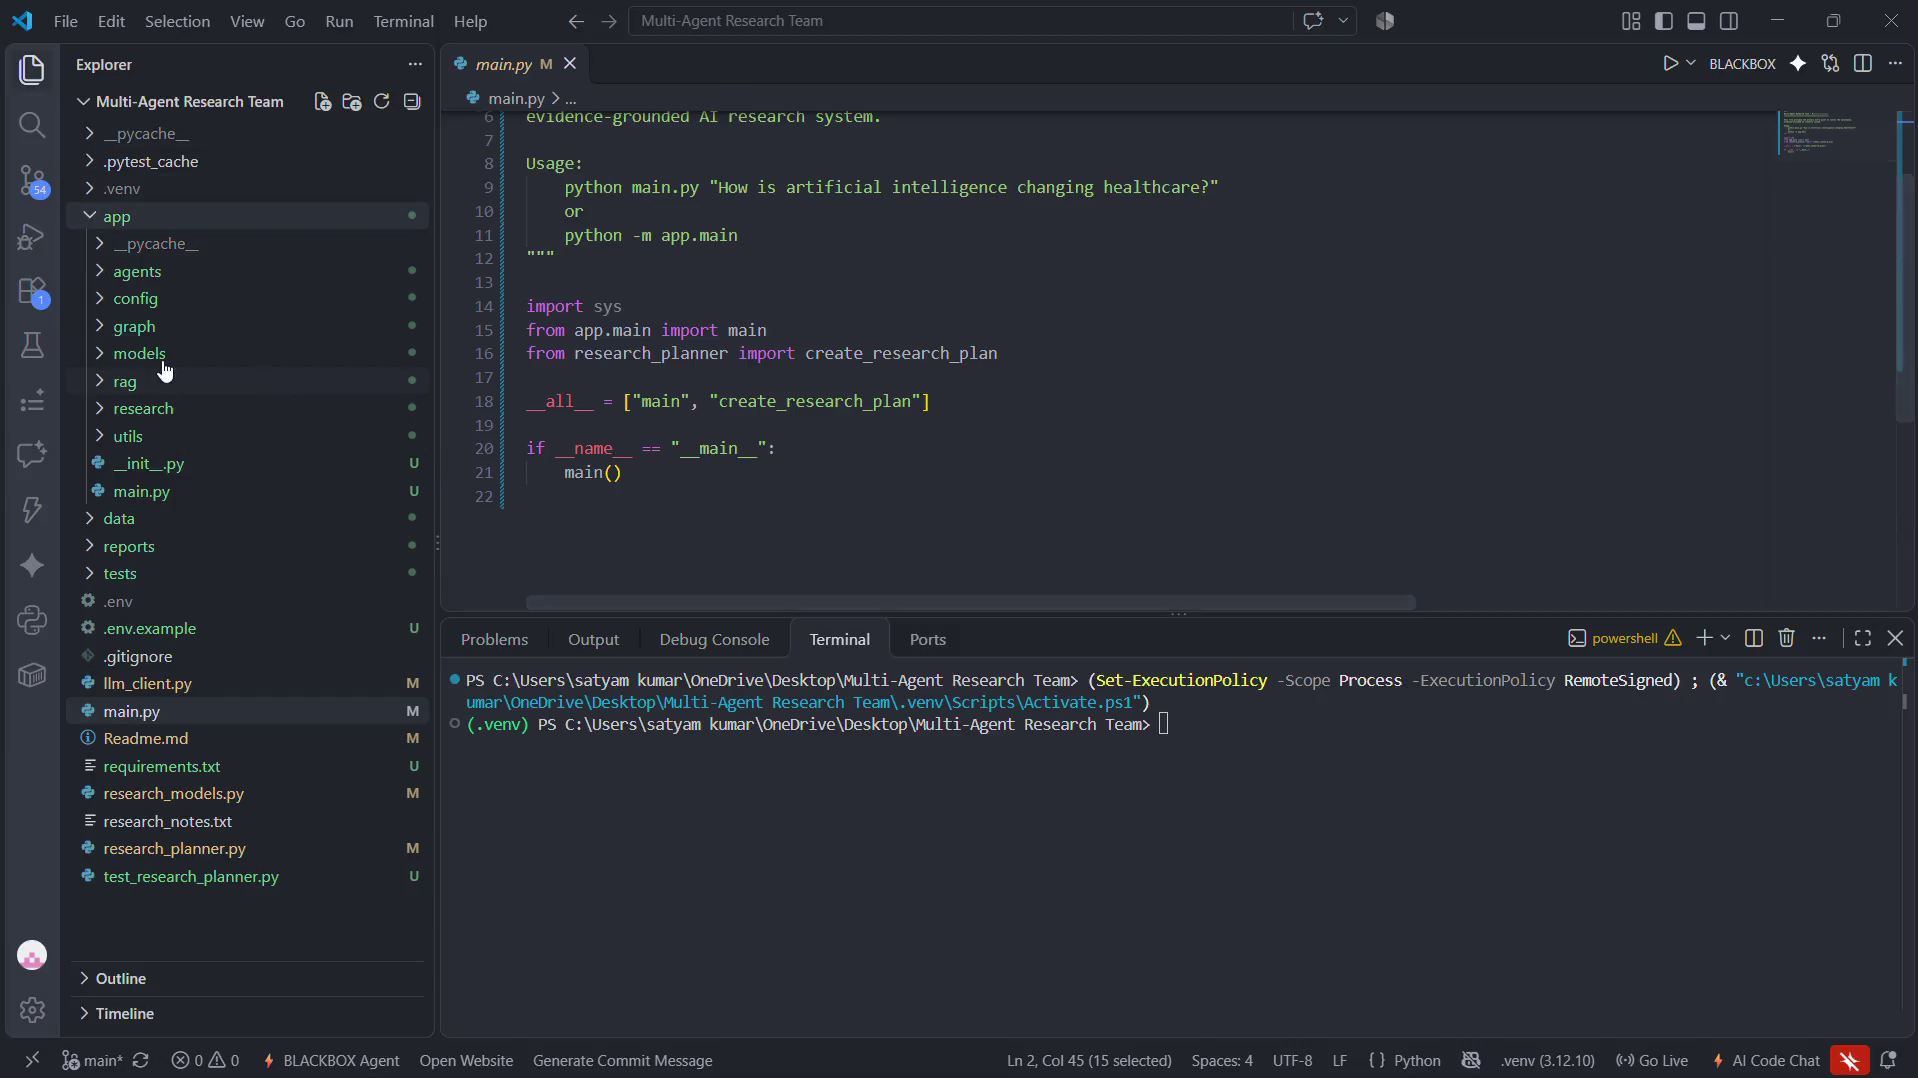 File Edit Selection View Go Run Terminal Help
Multi-Agent Research Team
Explorer
Multi-Agent Research Team
__pycache__
.pytest_cache
.venv
app
__pycache__
agents
config
graph
models
rag
research
utils
__init__.py U
main.py U
data
reports
tests
.env
.env.example U
.gitignore
llm_client.py M
main.py M
Readme.md M
requirements.txt U
research_models.py M
research_notes.txt
research_planner.py M
test_research_planner.py U
Outline
Timeline
54
1
main.py M
BLACKBOX
main.py > ...
6 evidence-grounded AI research system.
7
8 Usage:
9 python main.py "How is artificial intelligence changing healthcare?"
10 or
11 python -m app.main
12 """
13
14 import sys
15 from app.main import main
16 from research_planner import create_research_plan
17
18 __all__ = ["main", "create_research_plan"]
19
20 if __name__ == "__main__":
21 main()
22
Problems Output Debug Console Terminal Ports
powershell
PS C:\Users\satyam kumar\OneDrive\Desktop\Multi-Agent Research Team> (Set-ExecutionPolicy -Scope Process -ExecutionPolicy RemoteSigned) ; (& "c:\Users\satyam k
umar\OneDrive\Desktop\Multi-Agent Research Team\.venv\Scripts\Activate.ps1")
(.venv) PS C:\Users\satyam kumar\OneDrive\Desktop\Multi-Agent Research Team>
main* 0 0 BLACKBOX Agent Open Website Generate Commit Message Ln 2, Col 45 (15 selected) Spaces: 4 UTF-8 LF { } Python .venv (3.12.10) Go Live AI Code Chat